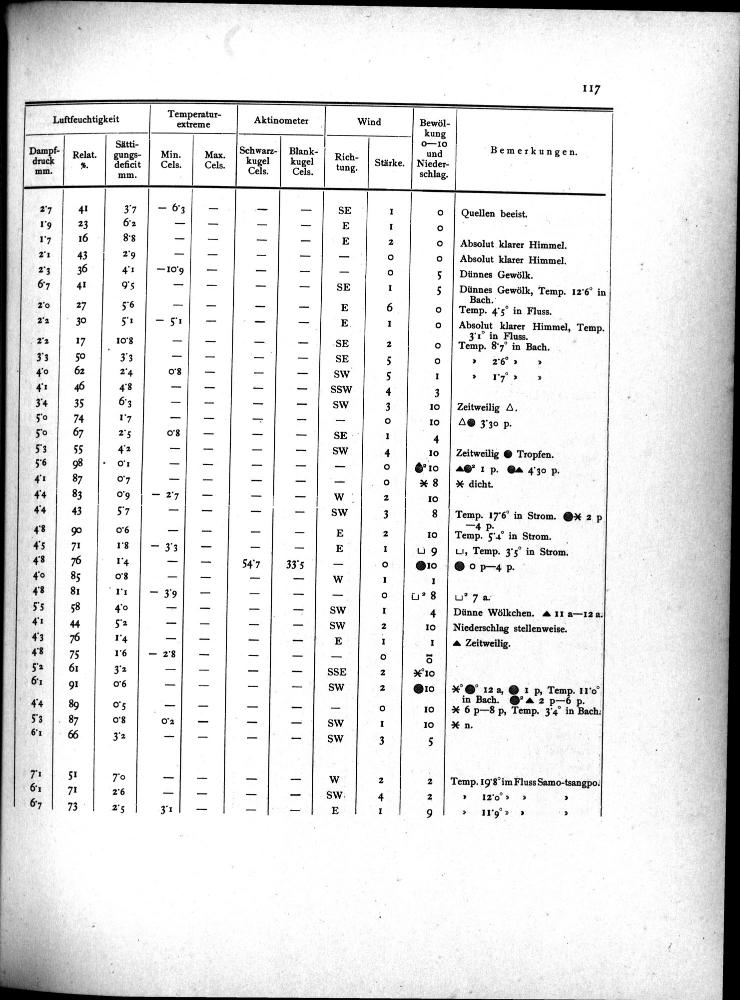 117
Luftfeuchtigkeit | Temperatur-extreme | Aktinometer | Wind | Bewöl-kung 0—10 und Nieder-schlag. | Bemerkungen.
Dampf-druck mm. | Relat. %. | Sätti-gungs-deficit mm. | Min. Cels. | Max. Cels. | Schwarz-kugel Cels. | Blank-kugel Cels. | Rich-tung. | Stärke.
2·7 41 3·7 — 6·3 — — — SE 1 0 Quellen beeist.
1·9 23 6·2 — — — — E 1 0
1·7 16 8·8 — — — — E 2 0 Absolut klarer Himmel.
2·1 43 2·9 — — — — — 0 0 Absolut klarer Himmel.
2·3 36 4·1 —10·9 — — — — 0 5 Dünnes Gewölk.
6·7 41 9·5 — — — — SE 1 5 Dünnes Gewölk, Temp. 12·6° in
Bach.
2·0 27 5·6 — — — — E 6 0 Temp. 4·5° in Fluss.
2·2 30 5·1 — 5·1 — — — E 1 0 Absolut klarer Himmel, Temp.
3·1° in Fluss.
2·2 17 10·8 — — — — SE 2 0 Temp. 8·7° in Bach.
3·3 50 3·3 — — — — SE 5 0 » 2·6° » »
4·0 62 2·4 0·8 — — — SW 5 1 » 1·7° » »
4·1 46 4·8 — — — — SSW 4 3
3·4 35 6·3 — — — — SW 3 10 Zeitweilig △.
5·0 74 1·7 — — — — — 0 10 △● 3·30 p.
5·0 67 2·5 0·8 — — — SE 1 4
5·3 55 4·2 — — — — SW 4 10 Zeitweilig ● Tropfen.
5·6 98 0·1 — — — — — 0 ●²10 ▲●² 1 p. ●▲ 4·30 p.
4·1 87 0·7 — — — — — 0 ✶ 8 ✶ dicht.
4·4 83 0·9 — 2·7 — — — W 2 10
4·4 43 5·7 — — — — SW 3 8 Temp. 17·6° in Strom. ●✶ 2 p
—4 p.
4·8 90 0·6 — — — — E 2 10 Temp. 5·4° in Strom.
4·5 71 1·8 — 3·3 — — — E 1 ⊔ 9 ⊔, Temp. 3·5° in Strom.
4·8 76 1·4 — — 54·7 33·5 — 0 ●10 ● 0 p—4 p.
4·0 85 0·8 — — — — W 1 1
4·8 81 1·1 — 3·9 — — — — 0 ⊔² 8 ⊔² 7 a.
5·5 58 4·0 — — — — SW 1 4 Dünne Wölkchen. ▲ 11 a—12 a.
4·1 44 5·2 — — — — SW 2 10 Niederschlag stellenweise.
4·3 76 1·4 — — — — E 1 1 ▲ Zeitweilig.
4·8 75 1·6 — 2·8 — — — — 0 0
5·2 61 3·2 — — — — SSE 2 ✶°10
6·1 91 0·6 — — — — SW 2 ●10 ✶°●° 12 a, ● 1 p, Temp. 11·0°
in Bach. ●²▲ 2 p—6 p.
4·4 89 0·5 — — — — — 0 10 ✶ 6 p—8 p, Temp. 3·4° in Bach.
5·3 87 0·8 0·2 — — — SW 1 10 ✶ n.
6·1 66 3·2 — — — — SW 3 5
7·1 51 7·0 — — — — W 2 2 Temp. 19·8° im Fluss Samo-tsangpo.
6·1 71 2·6 — — — — SW 4 2 » 12·0° » » »
6·7 73 2·5 3·1 — — — E 1 9 » 11·9° » » »